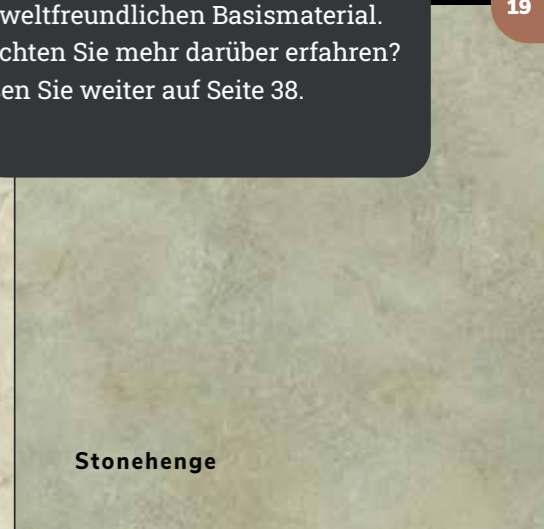 weltfreundlichen Basismaterial.
chten Sie mehr darüber erfahren?
en Sie weiter auf Seite 38.
19
Stonehenge